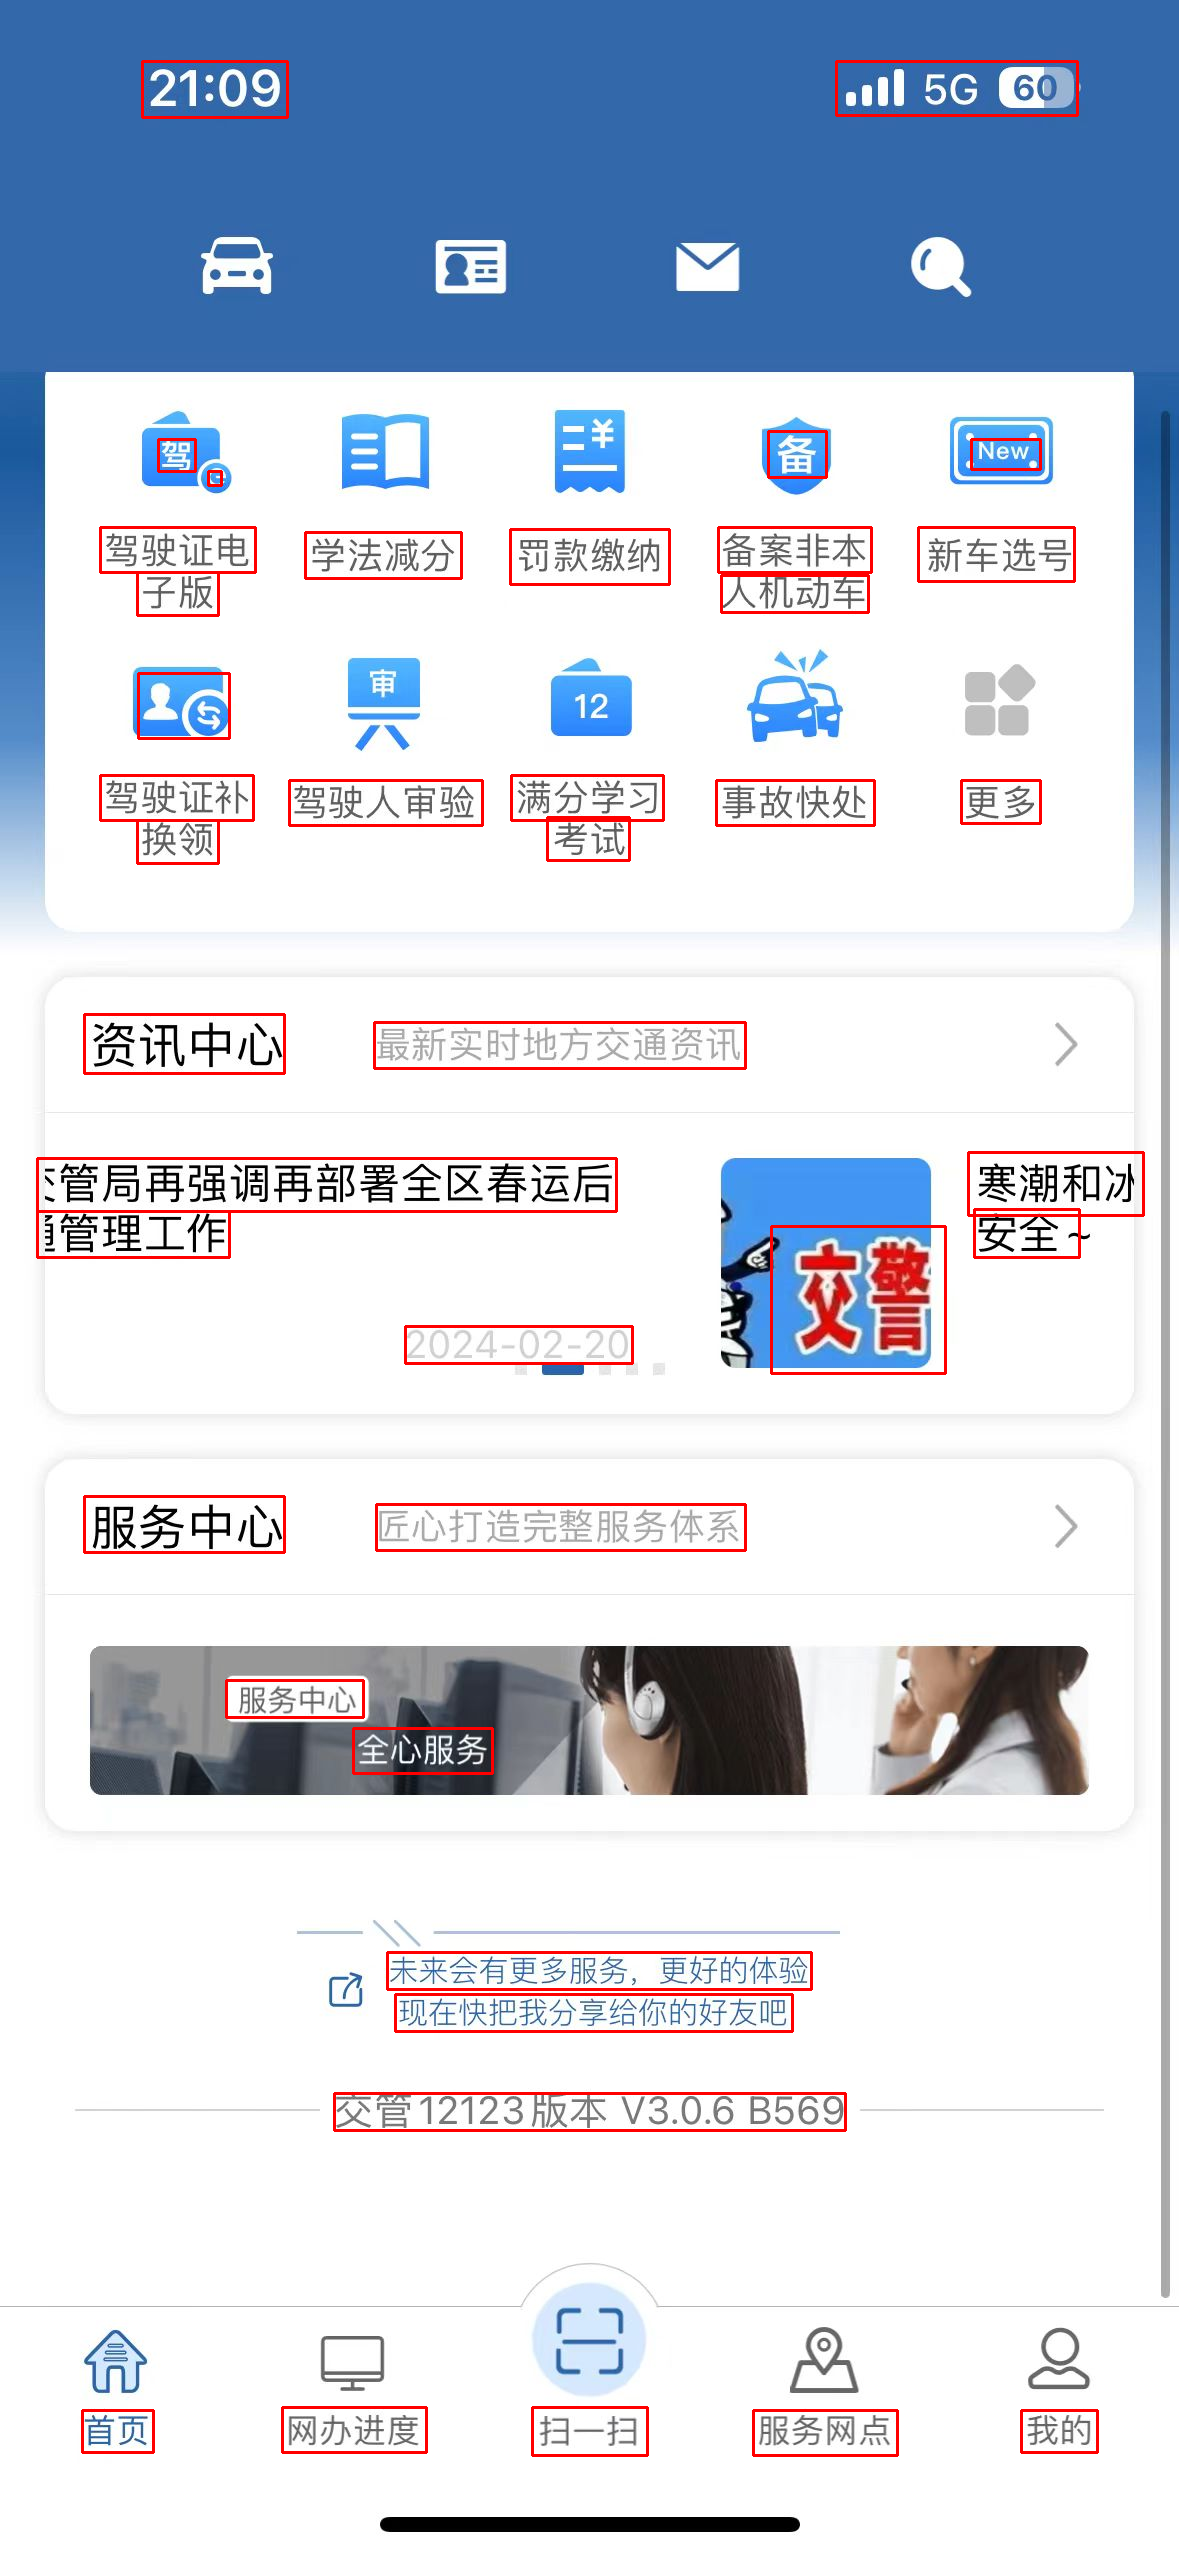 21:09 5G 60
驾 备 New
驾驶证电子版 学法减分 罚款缴纳 备案非本人机动车 新车选号
审 12
驾驶证补换领 驾驶人审验 满分学习考试 事故快处 更多
资讯中心 最新实时地方交通资讯
管局再强调再部署全区春运后 寒潮和冰
管理工作 安全~
交警
2024-02-20
服务中心 匠心打造完整服务体系
服务中心
全心服务
未来会有更多服务，更好的体验
现在快把我分享给你的好友吧
交管12123版本 V3.0.6 B569
首页 网办进度 扫一扫 服务网点 我的